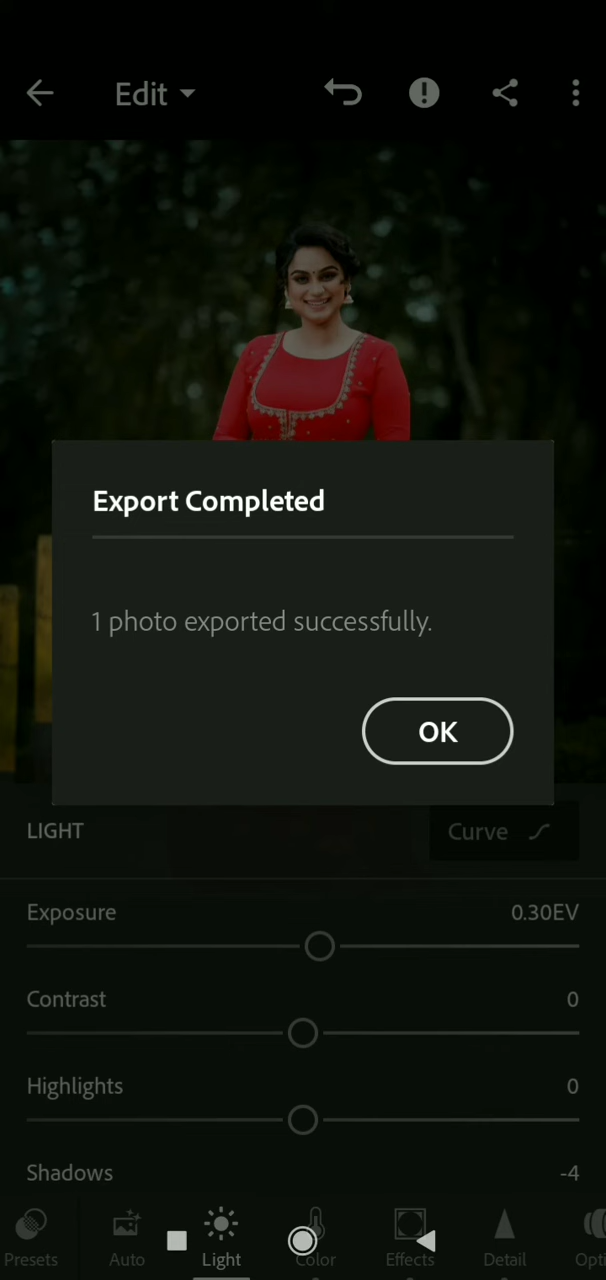 Edit
Export Completed
1 photo exported successfully.
OK
LIGHT
Curve
Exposure
0.30EV
Contrast
0
Highlights
0
Shadows
-4
Presets
Auto
Light
Color
Effects
Detail
Opti